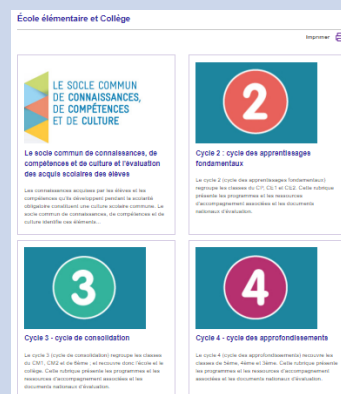 École élémentaire et Collège
Imprimer
LE SOCLE COMMUN
DE CONNAISSANCES,
DE COMPÉTENCES
ET DE CULTURE
Le socle commun de connaissances, de
compétences et de culture et l'évaluation
des acquis scolaires des élèves
Les connaissances acquises par les élèves et les
compétences qu'ils développent pendant la scolarité
obligatoire constituent une culture scolaire commune. Le
socle commun de connaissances, de compétences et de
culture identifie ces éléments...
2
Cycle 2 : cycle des apprentissages
fondamentaux
Le cycle 2 (cycle des apprentissages fondamentaux)
regroupe les classes du CP, CE1 et CE2. Cette rubrique
présente les programmes et les ressources
d'accompagnement associées et les documents
nationaux d'évaluation.
3
Cycle 3 - cycle de consolidation
Le cycle 3 (cycle de consolidation) regroupe les classes
du CM1, CM2 et de 6ème ; et recouvre donc l'école et le
collège. Cette rubrique présente les programmes et les
ressources d'accompagnement associées et les
documents nationaux d'évaluation.
4
Cycle 4 - cycle des approfondissements
Le cycle 4 (cycle des approfondissements) recouvre les
classes de 5ème, 4ème et 3ème. Cette rubrique présente
les programmes et les ressources d'accompagnement
associées et les documents nationaux d'évaluation.